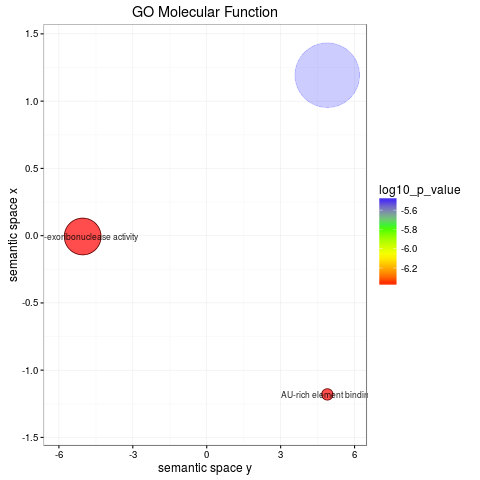 GO Molecular Function
1.5
1.0
0.5
0.0
-0.5
-1.0
-1.5
semantic space x
-exoribonuclease activity
AU-rich element bindin
-6
-3
0
3
6
semantic space y
log10_p_value
-5.6
-5.8
-6.0
-6.2